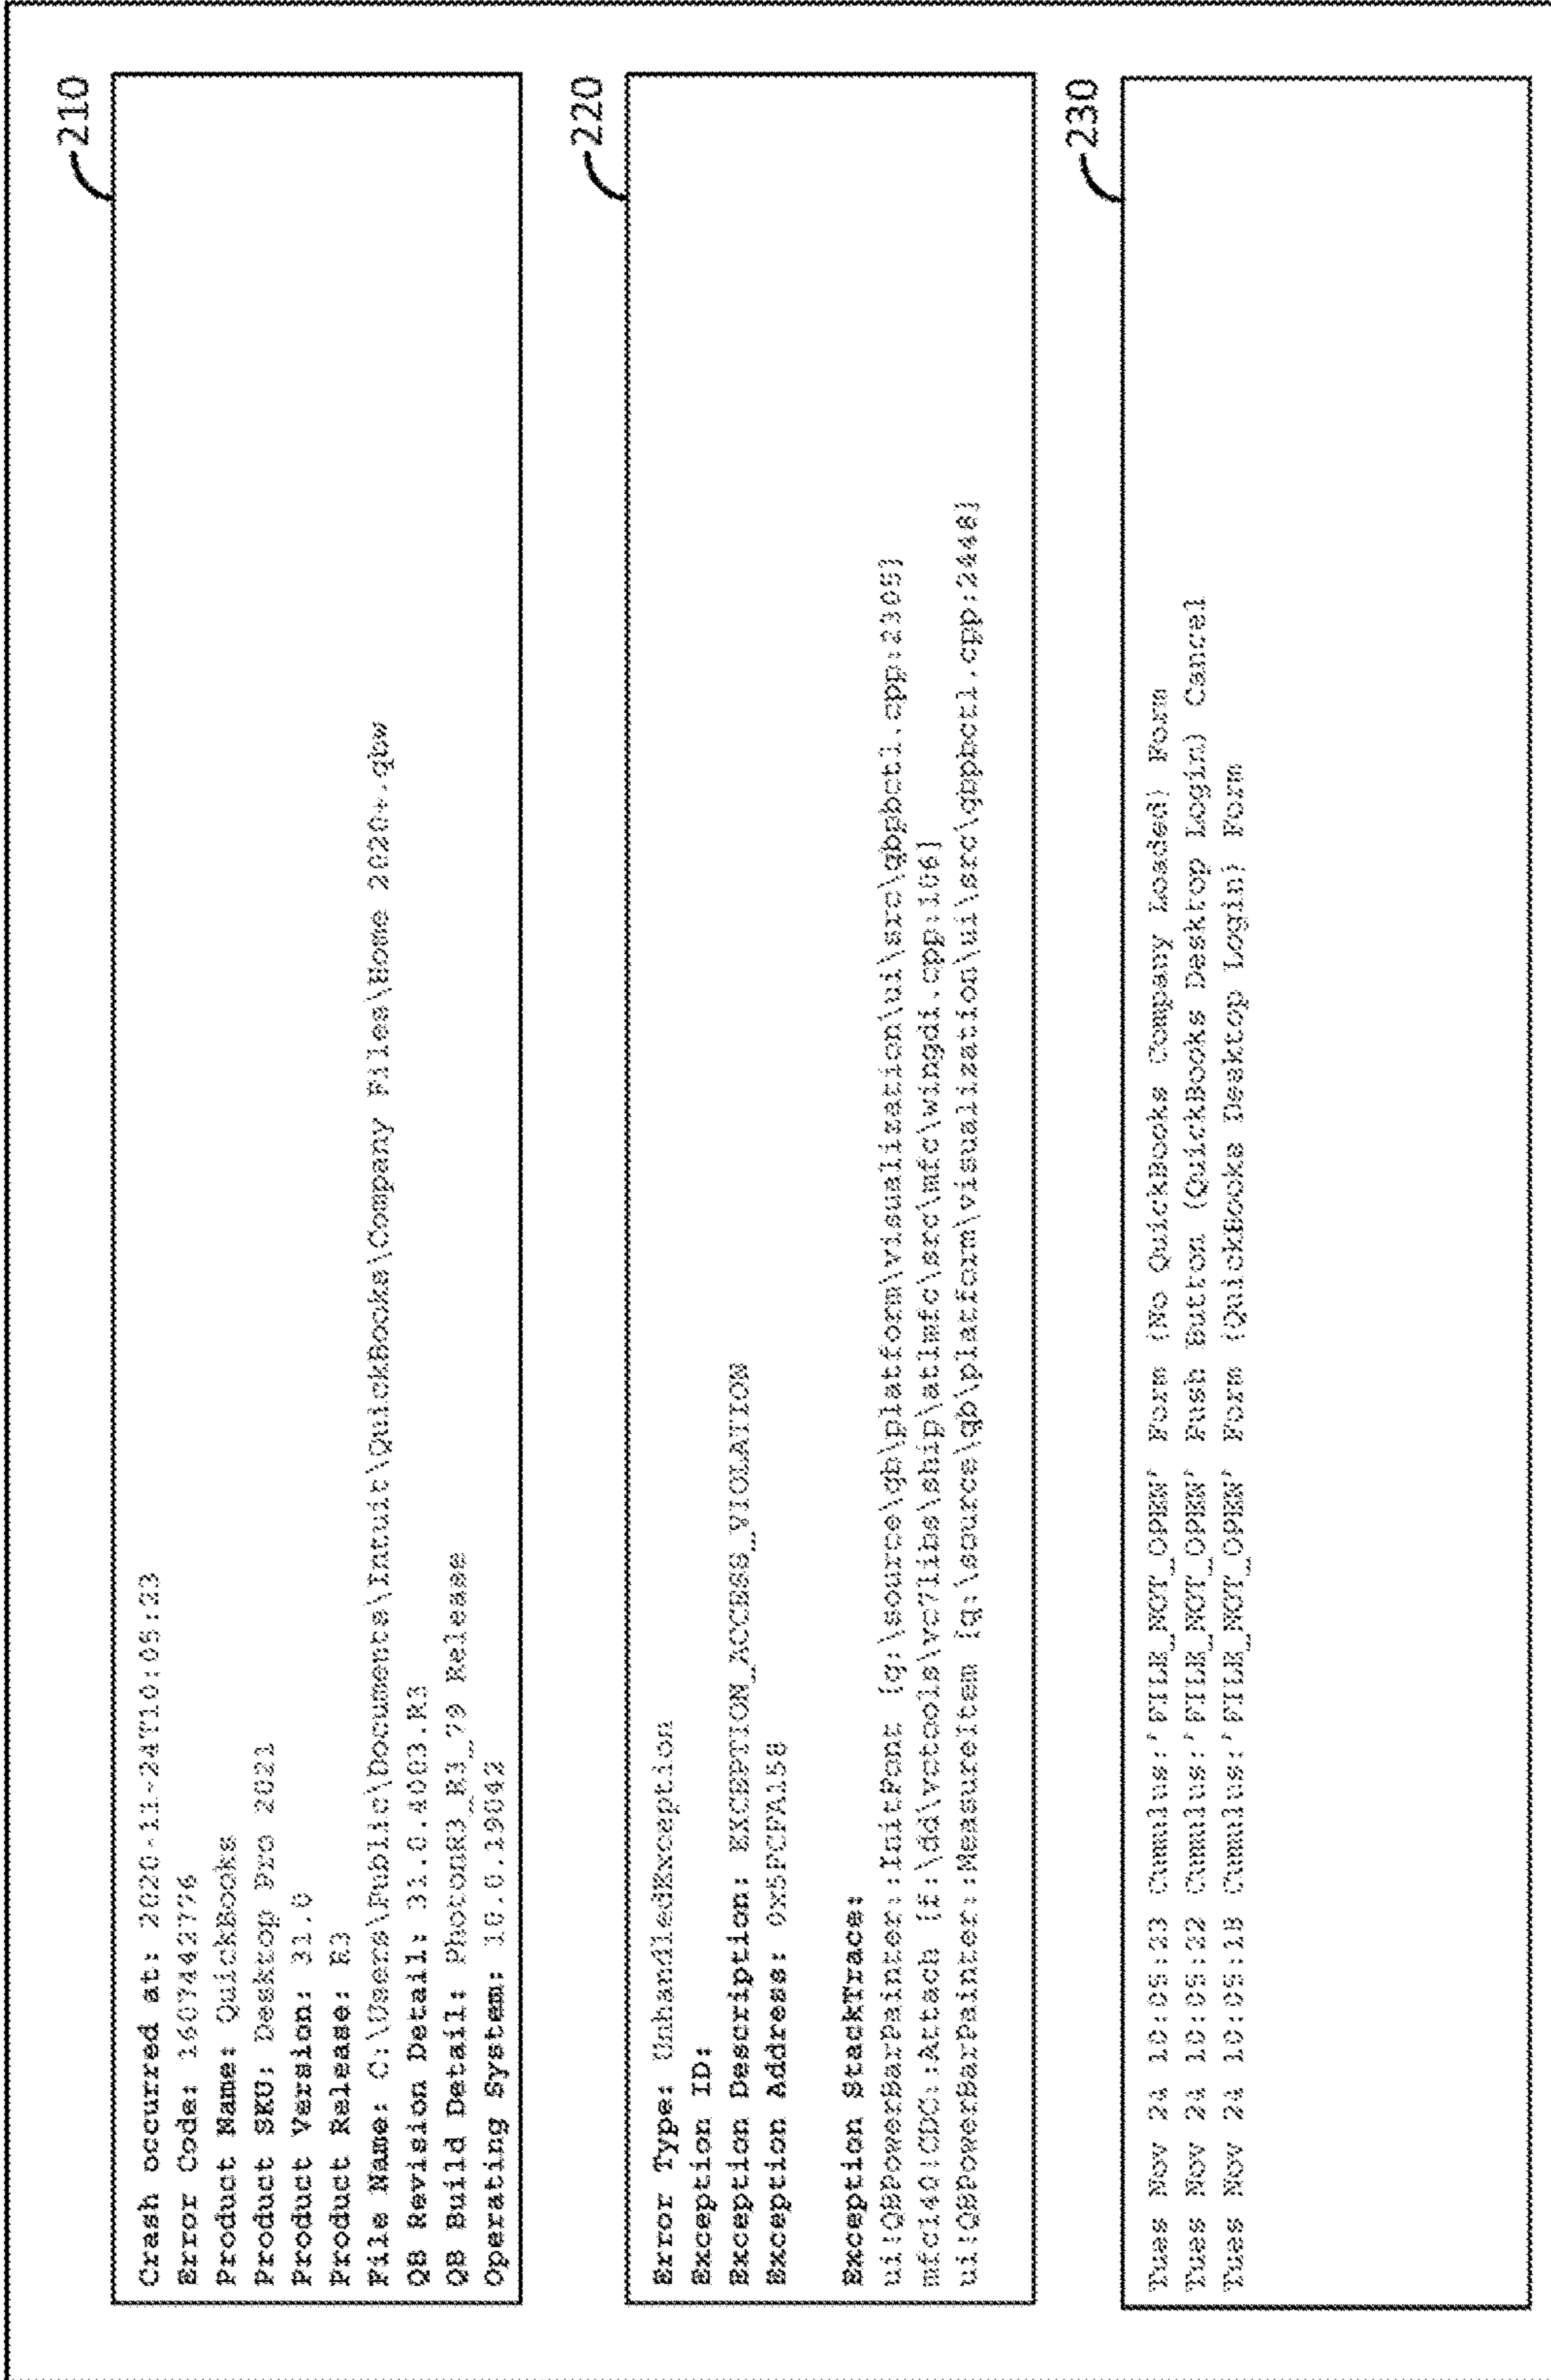 210
Crash occurred at: 2020-11-24T10:05:23
Error Code: 1607442776
Product Name: QuickBooks
Product SKU: Desktop Pro 2021
Product Version: 31.0
Product Release: R3
File Name: C:\Users\Public\Documents\Intuit\QuickBooks\Company Files\Home 2020+.qbw
QB Revision Detail: 31.0.4003.R3
QB Build Detail: PhotonR3_R3_79 Release
Operating System: 10.0.19042
220
Error Type: UnhandledException
Exception ID:
Exception Description: EXCEPTION_ACCESS_VIOLATION
Exception Address: 0x5FCFA158
Exception StackTrace:
ui!QBPowerBarPainter::InitFont [q:\source\qb\platform\visualization\ui\src\qbpbctl.cpp:2305]
mfc140!CDC::Attach [f:\dd\vctools\vc7libs\ship\atlmfc\src\mfc\wingdi.cpp:106]
ui!QBPowerBarPainter::MeasureItem [q:\source\qb\platform\visualization\ui\src\qbpbctl.cpp:2448]
230
Tues Nov 24 10:05:23 Cumulus:'FILE_NOT_OPEN' Form (No QuickBooks Company Loaded) Form
Tues Nov 24 10:05:22 Cumulus:'FILE_NOT_OPEN' Push Button (QuickBooks Desktop Login) Cancel
Tues Nov 24 10:05:18 Cumulus:'FILE_NOT_OPEN' Form (QuickBooks Desktop Login) Form